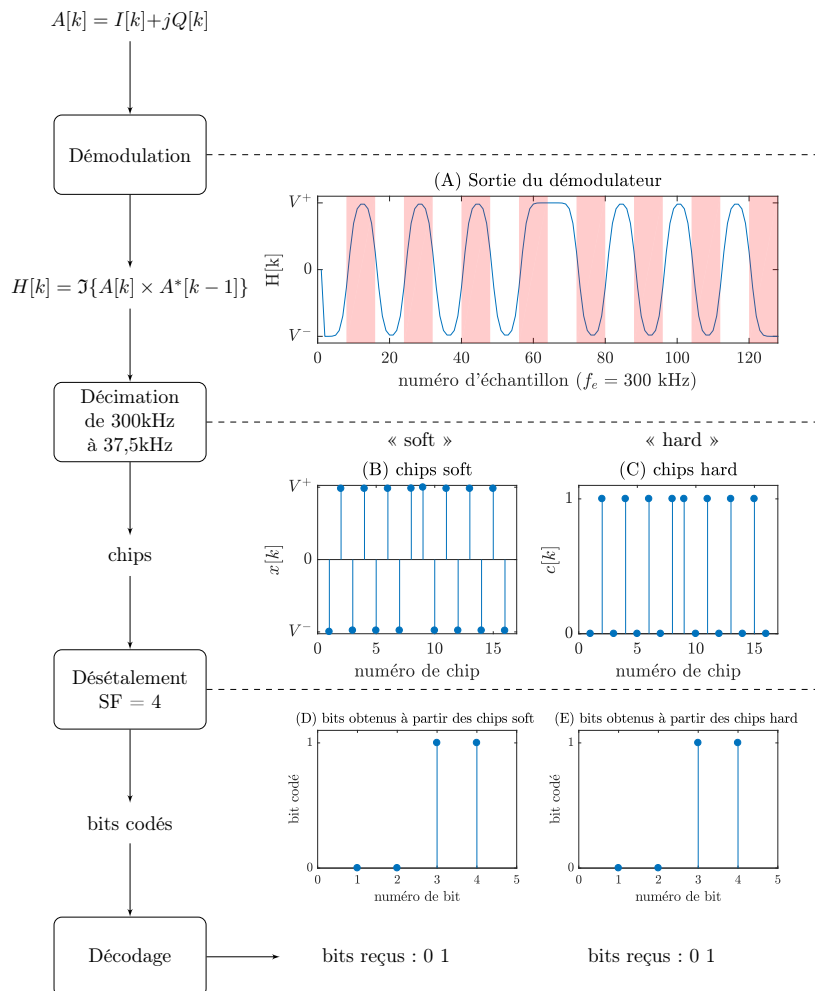 A[k] = I[k]+jQ[k]
Démodulation
(A) Sortie du démodulateur
V+
0
V−
H[k]
0 20 40 60 80 100 120
numéro d'échantillon (fe = 300 kHz)
H[k] = ℑ{A[k] × A*[k − 1]}
Décimation
de 300kHz
à 37,5kHz
« soft »
« hard »
(B) chips soft
V+
0
V−
x[k]
0 5 10 15
numéro de chip
(C) chips hard
1
0
c[k]
0 5 10 15
numéro de chip
chips
Désétalement
SF = 4
(D) bits obtenus à partir des chips soft
1
0
bit codé
0 1 2 3 4 5
numéro de bit
(E) bits obtenus à partir des chips hard
1
0
bit codé
0 1 2 3 4 5
numéro de bit
bits codés
Décodage
bits reçus : 0 1
bits reçus : 0 1